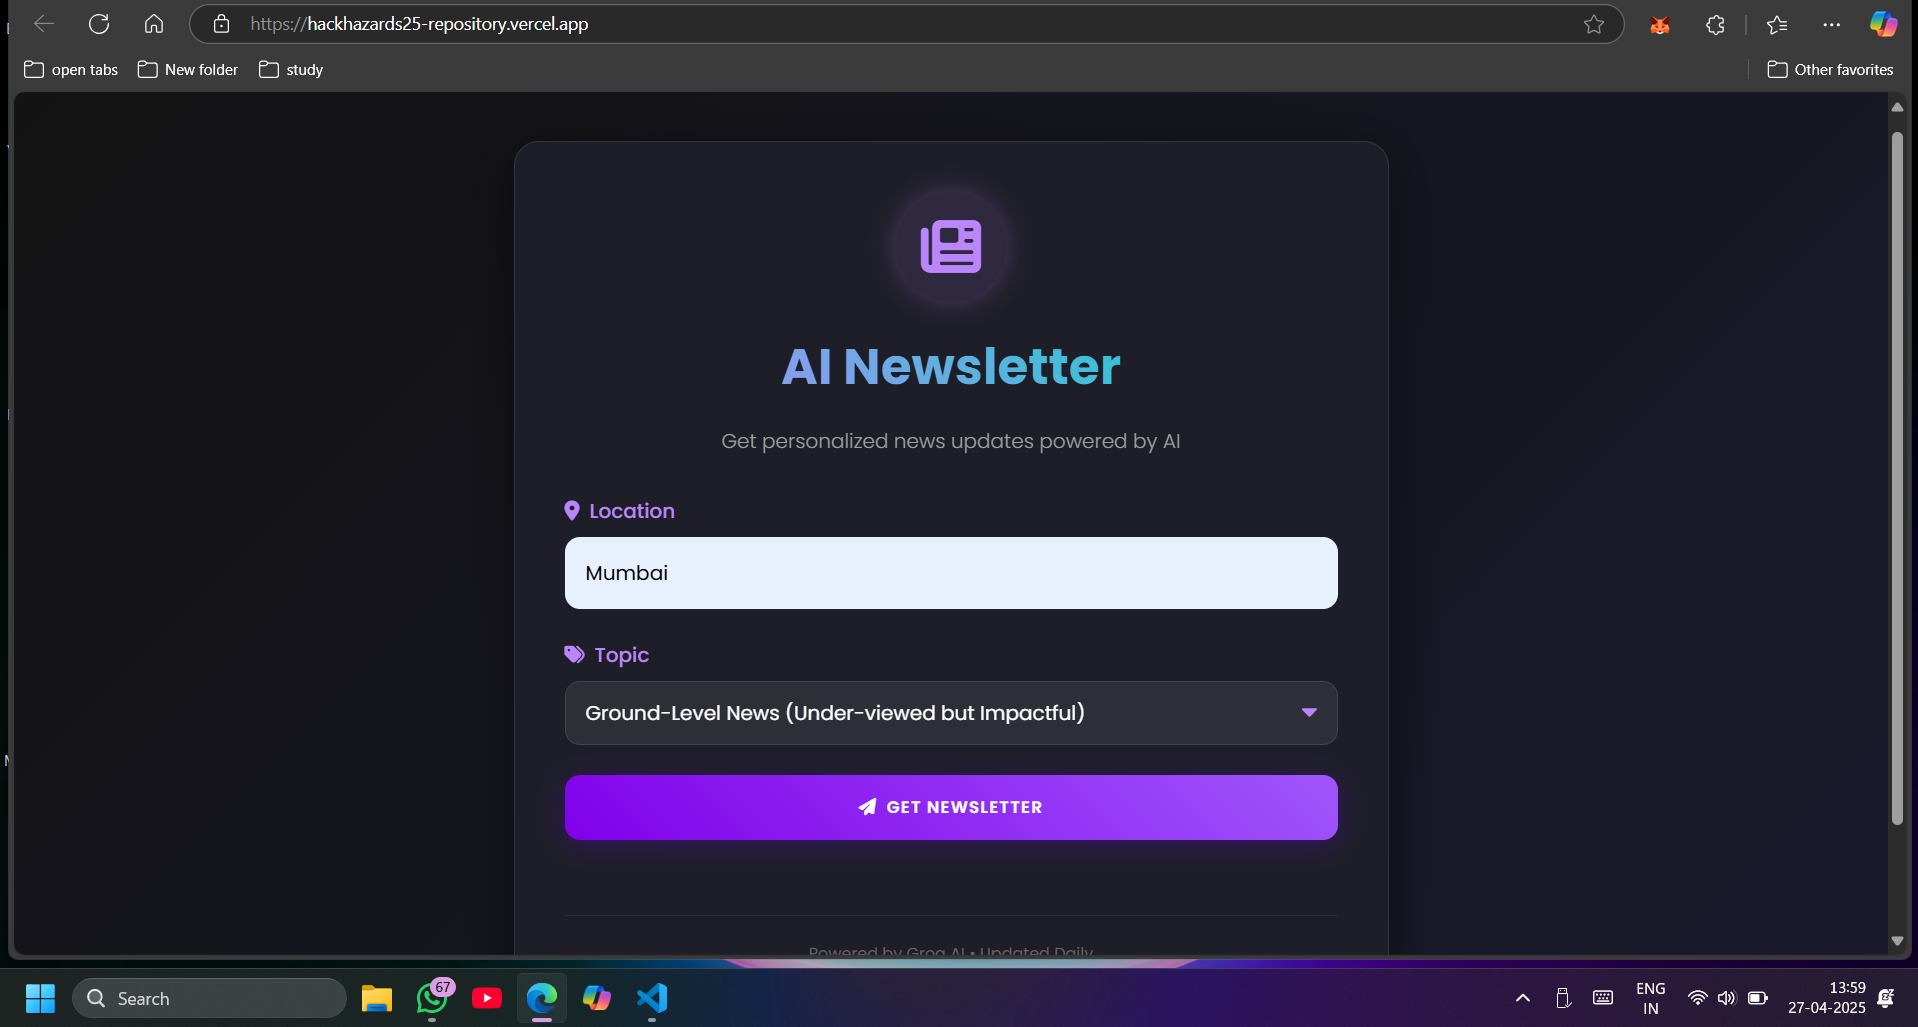 https://hackhazards25-repository.vercel.app
open tabs
New folder
study
Other favorites
AI Newsletter
Get personalized news updates powered by AI
Location
Mumbai
Topic
Ground-Level News (Under-viewed but Impactful)
GET NEWSLETTER
Powered by Groq AI • Updated Daily
Search
67
ENG
IN
13:59
27-04-2025